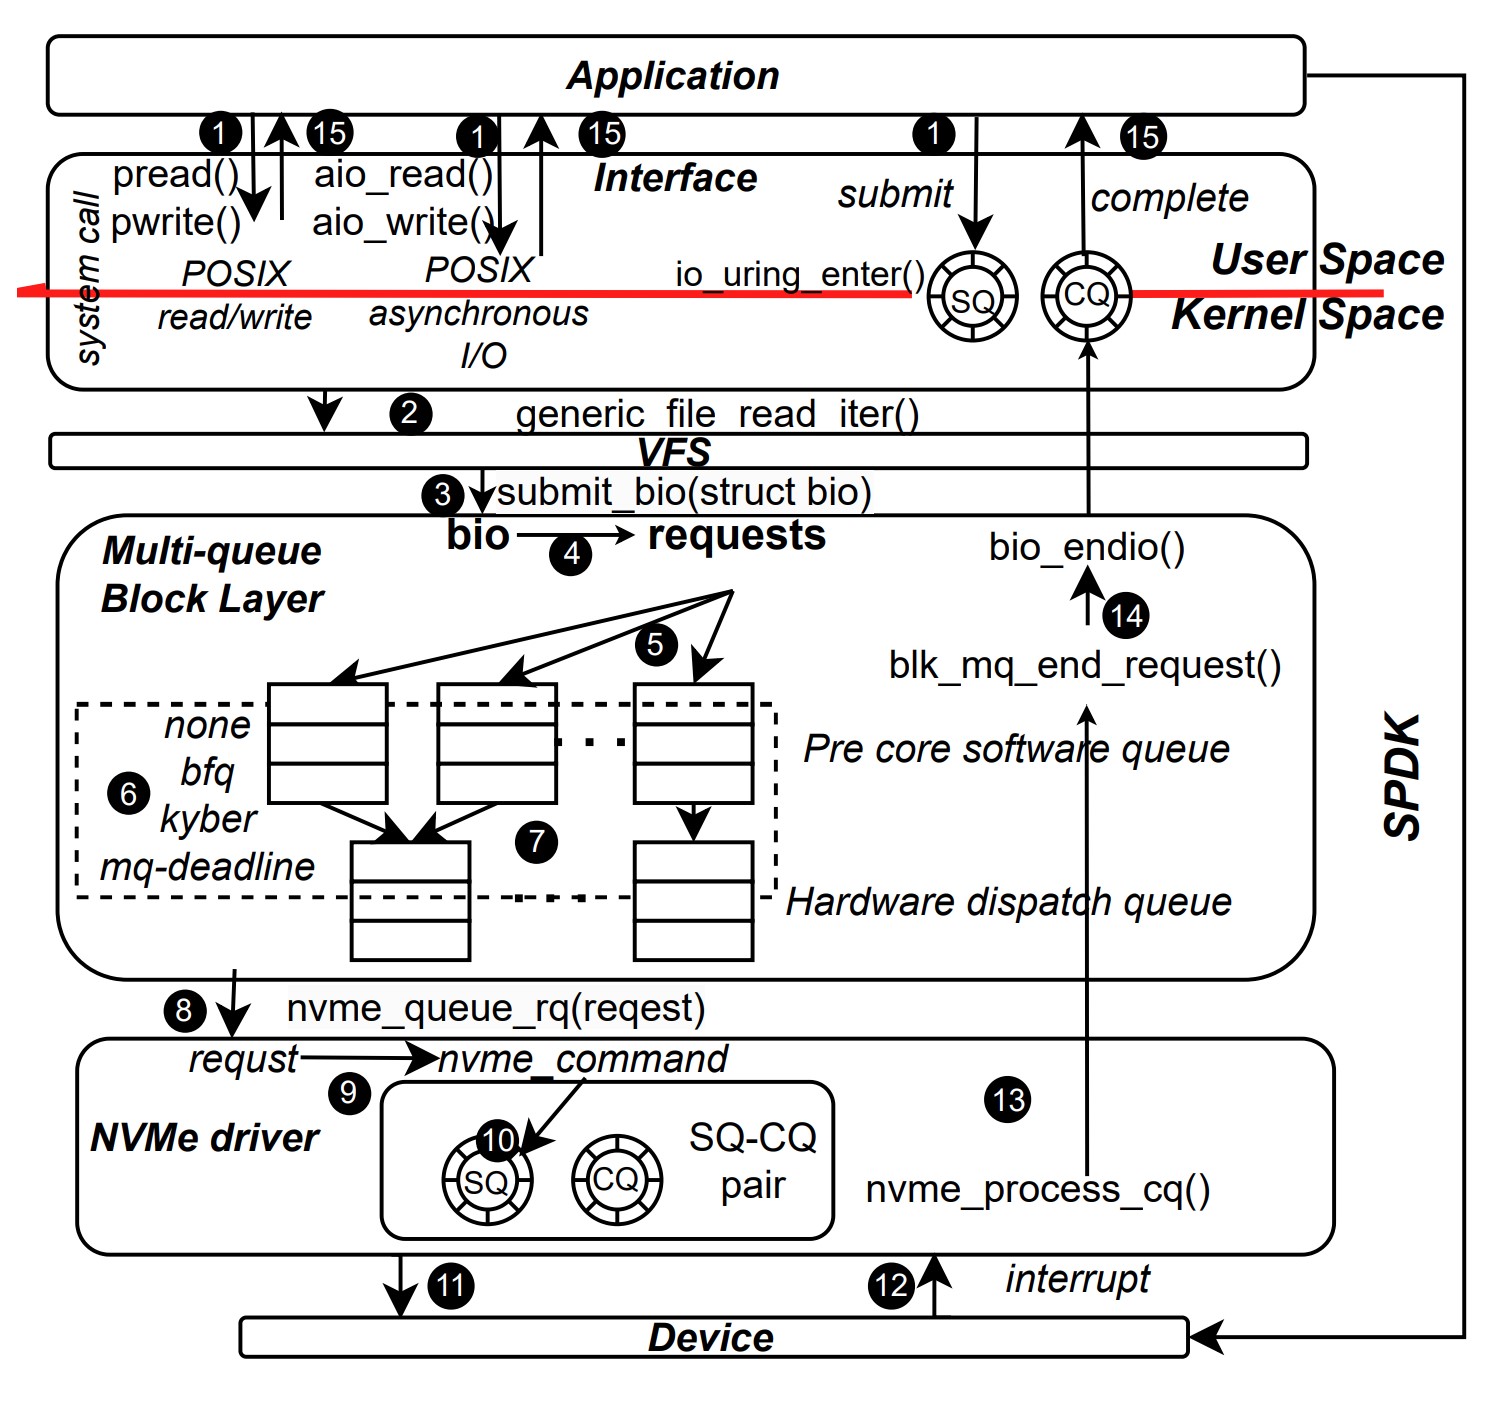 Application
1
15
1
15
1
15
pread()
pwrite()
aio_read()
aio_write()
Interface
submit
complete
system call
POSIX
read/write
POSIX
asynchronous
I/O
io_uring_enter()
SQ
CQ
User Space
Kernel Space
2
generic_file_read_iter()
VFS
3
submit_bio(struct bio)
Multi-queue
Block Layer
bio
requests
4
bio_endio()
14
5
blk_mq_end_request()
none
bfq
kyber
mq-deadline
6
Pre core software queue
7
Hardware dispatch queue
SPDK
8
nvme_queue_rq(reqest)
requst
nvme_command
9
NVMe driver
10
SQ
CQ
SQ-CQ
pair
13
nvme_process_cq()
11
12
interrupt
Device